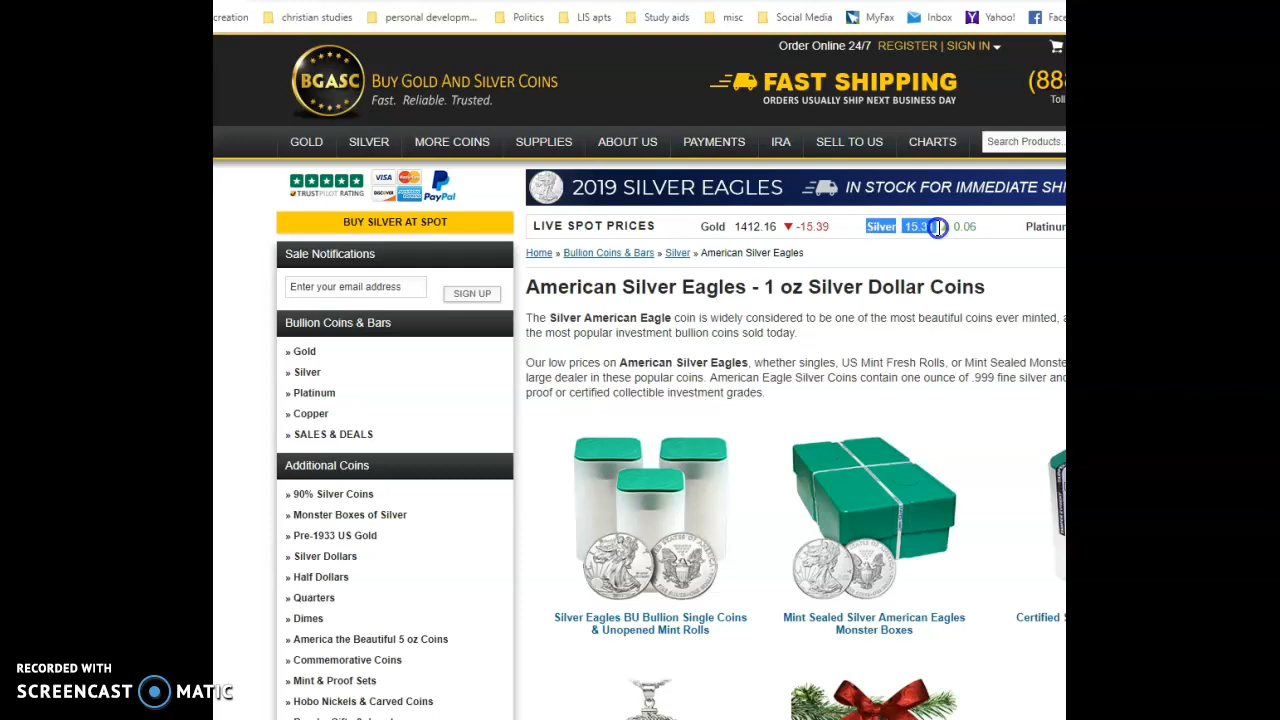 creation christian studies personal developm... Politics LIS apts Study aids misc Social Media MyFax Inbox Yahoo!
Order Online 24/7 REGISTER | SIGN IN
BGASC BUY GOLD AND SILVER COINS
Fast. Reliable. Trusted.
FAST SHIPPING
ORDERS USUALLY SHIP NEXT BUSINESS DAY
GOLD SILVER MORE COINS SUPPLIES ABOUT US PAYMENTS IRA SELL TO US CHARTS Search Products...
TRUSTPILOT RATING VISA DISCOVER PayPal
2019 SILVER EAGLES IN STOCK FOR IMMEDIATE SHI
BUY SILVER AT SPOT
LIVE SPOT PRICES Gold 1412.16 -15.39 Silver 0.06
Home » Bullion Coins & Bars » Silver » American Silver Eagles
Sale Notifications
Enter your email address SIGN UP
American Silver Eagles - 1 oz Silver Dollar Coins
The Silver American Eagle coin is widely considered to be one of the most beautiful coins ever minted, a
the most popular investment bullion coins sold today.
Our low prices on American Silver Eagles, whether singles, US Mint Fresh Rolls, or Mint Sealed Monste
large dealer in these popular coins. American Eagle Silver Coins contain one ounce of .999 fine silver and
proof or certified collectible investment grades.
Bullion Coins & Bars
» Gold
» Silver
» Platinum
» Copper
» SALES & DEALS
Additional Coins
» 90% Silver Coins
» Monster Boxes of Silver
» Pre-1933 US Gold
» Silver Dollars
» Half Dollars
» Quarters
» Dimes
» America the Beautiful 5 oz Coins
» Commemorative Coins
» Mint & Proof Sets
» Hobo Nickels & Carved Coins
Silver Eagles BU Bullion Single Coins
& Unopened Mint Rolls
Mint Sealed Silver American Eagles
Monster Boxes
Certified
RECORDED WITH
SCREENCAST MATIC